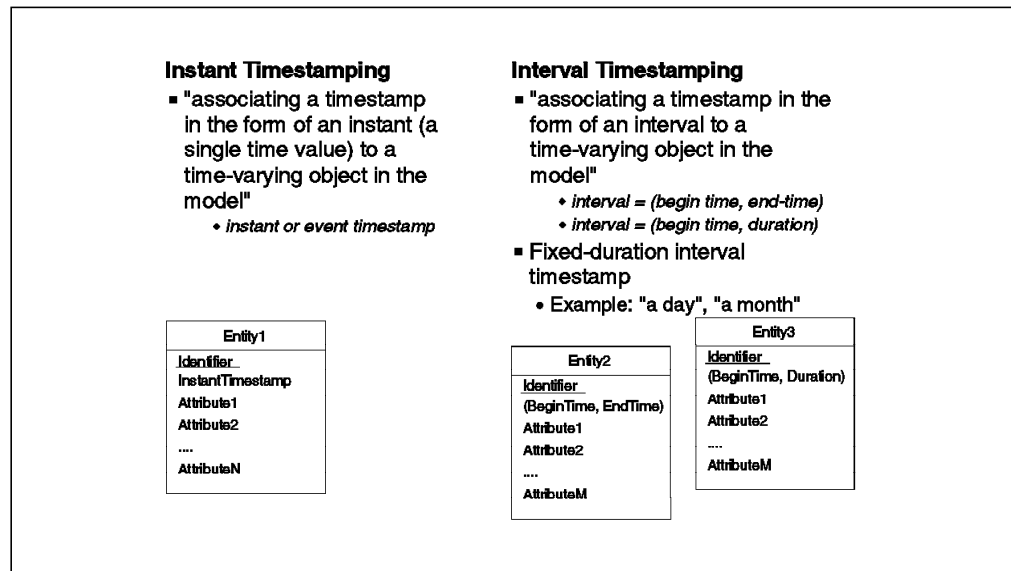 Instant Timestamping
▪ "associating a timestamp
in the form of an instant (a
single time value) to a
time-varying object in the
model"
◆ instant or event timestamp
Interval Timestamping
▪ "associating a timestamp in the
form of an interval to a
time-varying object in the
model"
◆ interval = (begin time, end-time)
◆ interval = (begin time, duration)
▪ Fixed-duration interval
timestamp
● Example: "a day", "a month"
Entity1
Identifier
InstantTimestamp
Attribute1
Attribute2
....
AttributeN
Entity2
Identifier
(BeginTime, EndTime)
Attribute1
Attribute2
....
AttributeM
Entity3
Identifier
(BeginTime, Duration)
Attribute1
Attribute2
....
AttributeM